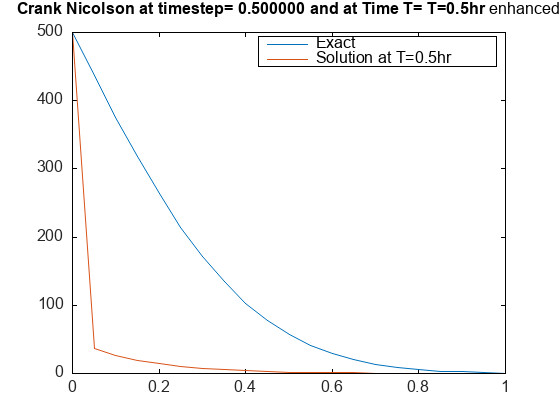 Crank Nicolson at timestep= 0.500000 and at Time T= T=0.5hr enhanced
500
Exact
Solution at T=0.5hr
400
300
200
100
0
0 0.2 0.4 0.6 0.8 1